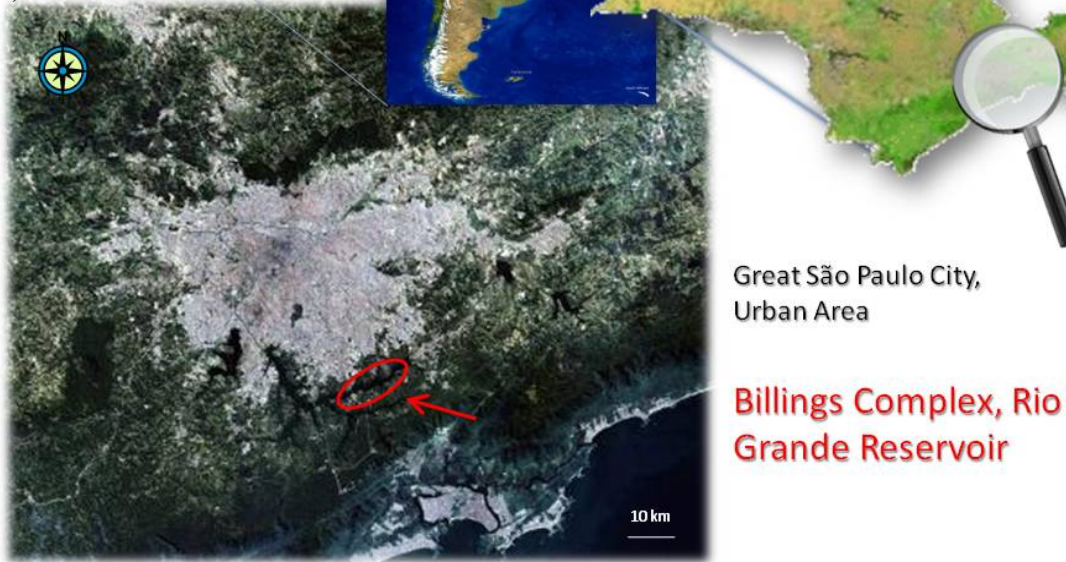 N
Great São Paulo City,
Urban Area
Billings Complex, Rio
Grande Reservoir
10 km